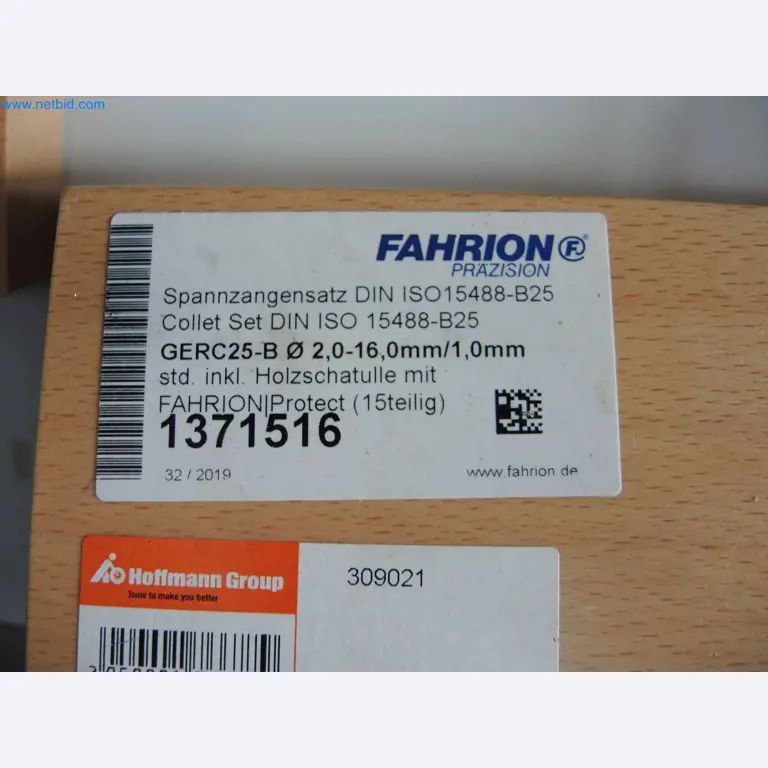 www.netbid.com
FAHRION
PRÄZISION
Spannzangensatz DIN ISO15488-B25
Collet Set DIN ISO 15488-B25
GERC25-B Ø 2,0-16,0mm/1,0mm
std. inkl. Holzschatulle mit
FAHRION|Protect (15teilig)
1371516
32 / 2019
www.fahrion.de
Hoffmann Group
Tools to make you better
309021